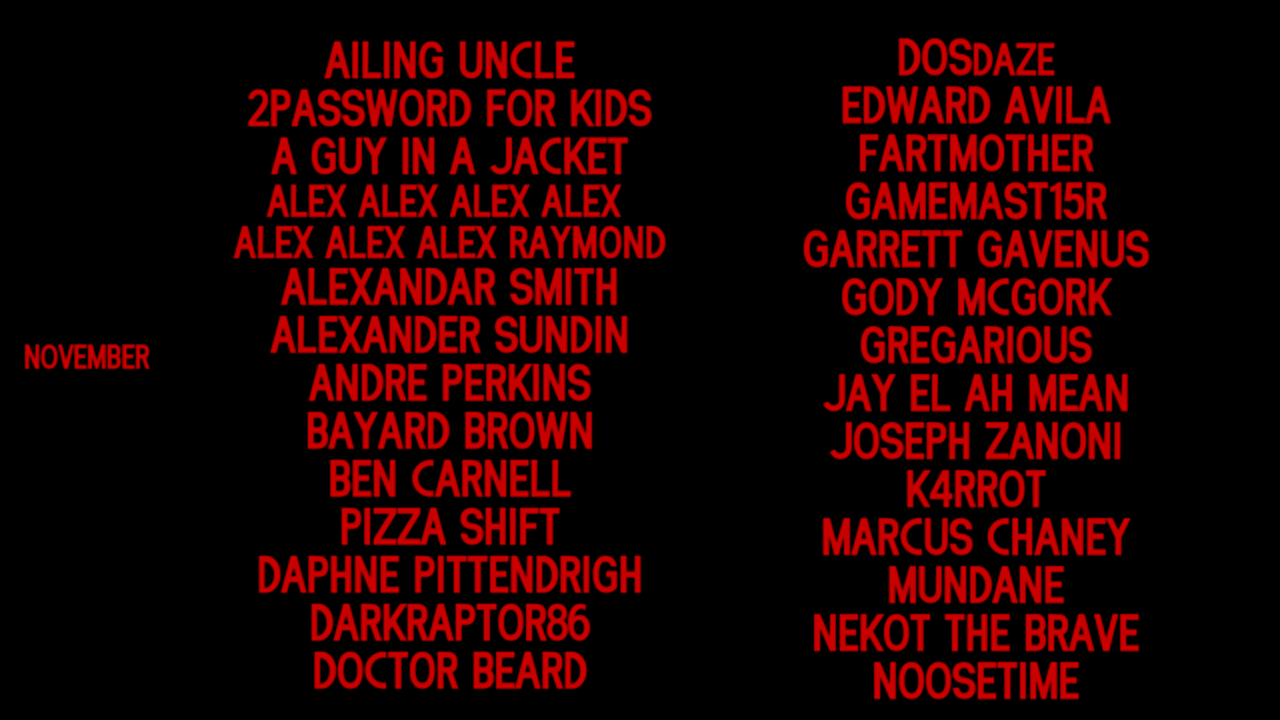 NOVEMBER
AILING UNCLE
2PASSWORD FOR KIDS
A GUY IN A JACKET
ALEX ALEX ALEX ALEX
ALEX ALEX ALEX RAYMOND
ALEXANDAR SMITH
ALEXANDER SUNDIN
ANDRE PERKINS
BAYARD BROWN
BEN CARNELL
PIZZA SHIFT
DAPHNE PITTENDRIGH
DARKRAPTOR86
DOCTOR BEARD
DOSDAZE
EDWARD AVILA
FARTMOTHER
GAMEMAST15R
GARRETT GAVENUS
GODY MCGORK
GREGARIOUS
JAY EL AH MEAN
JOSEPH ZANONI
K4RROT
MARCUS CHANEY
MUNDANE
NEKOT THE BRAVE
NOOSETIME